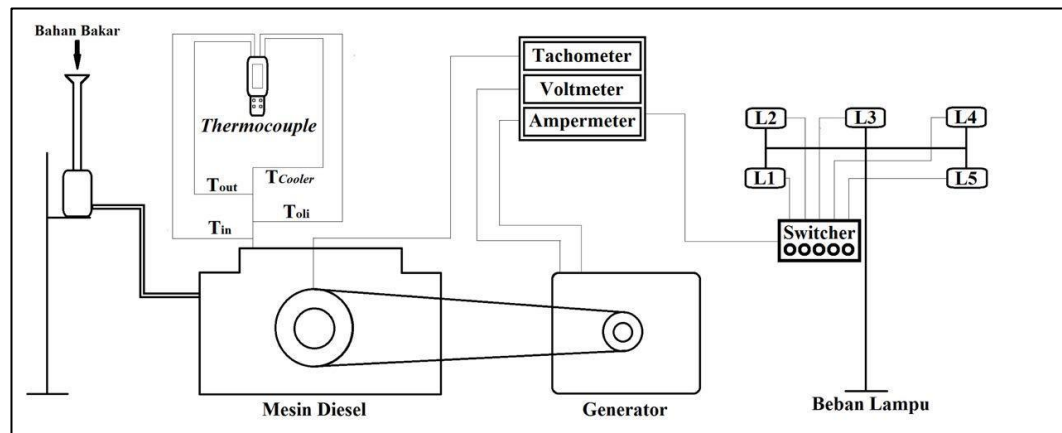 Bahan Bakar
Thermocouple
Tout
TCooler
Tin
Toli
Tachometer
Voltmeter
Ampermeter
L2
L3
L4
L1
L5
Switcher
Mesin Diesel
Generator
Beban Lampu